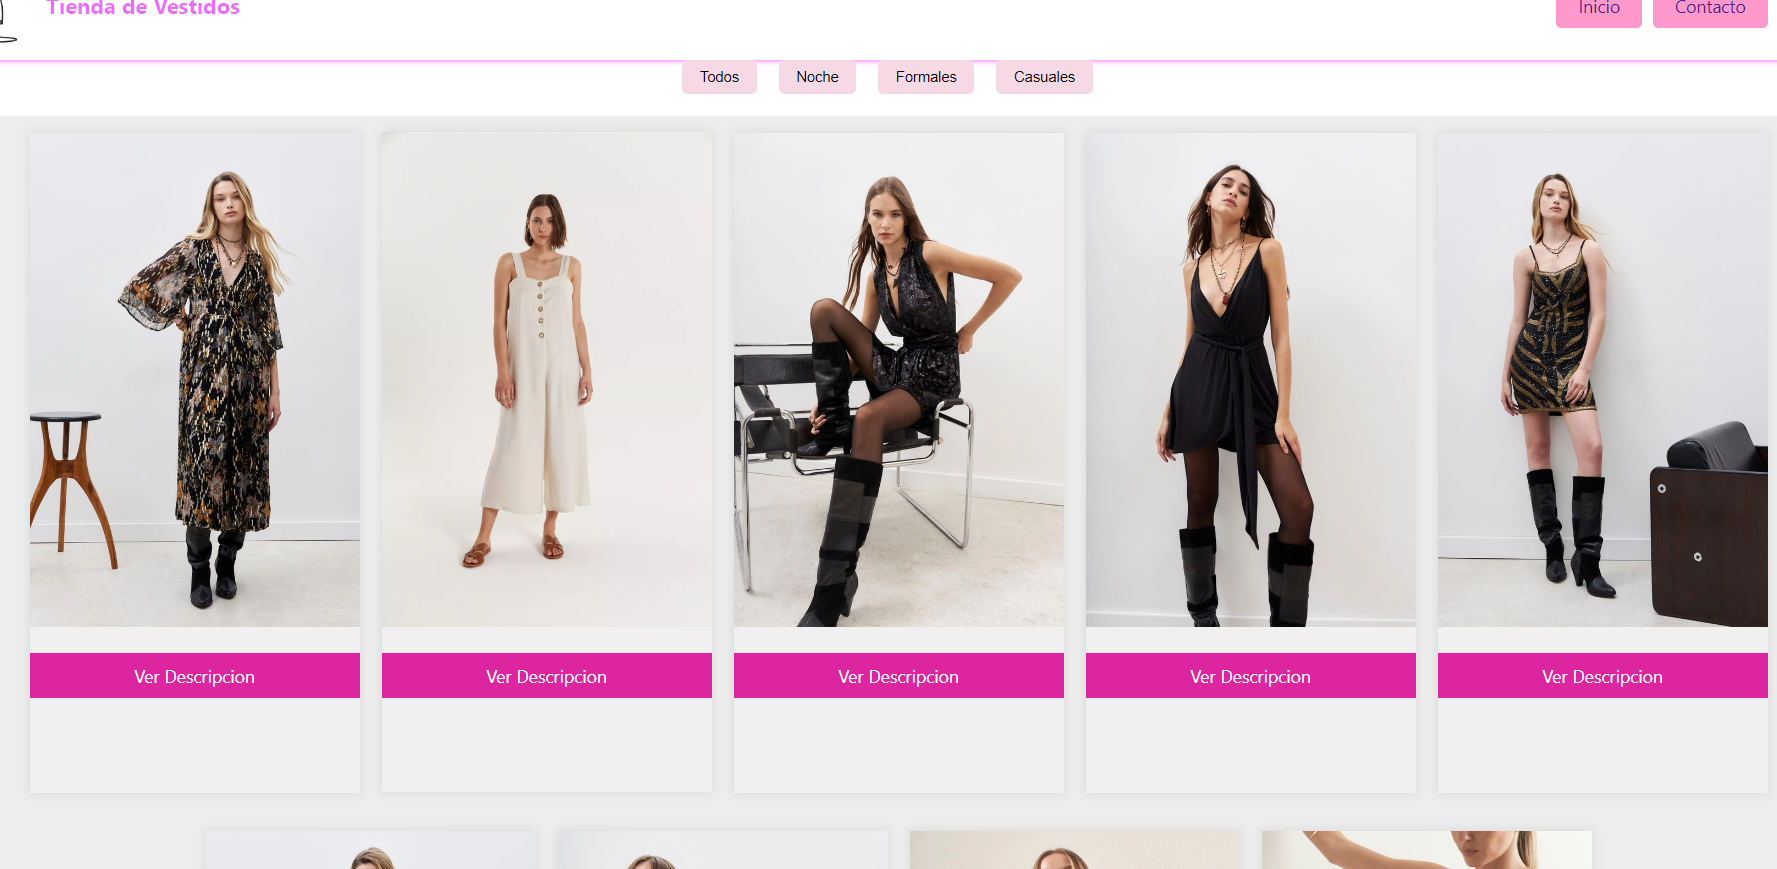 Tienda de Vestidos
Inicio
Contacto
Todos
Noche
Formales
Casuales
Ver Descripcion
Ver Descripcion
Ver Descripcion
Ver Descripcion
Ver Descripcion